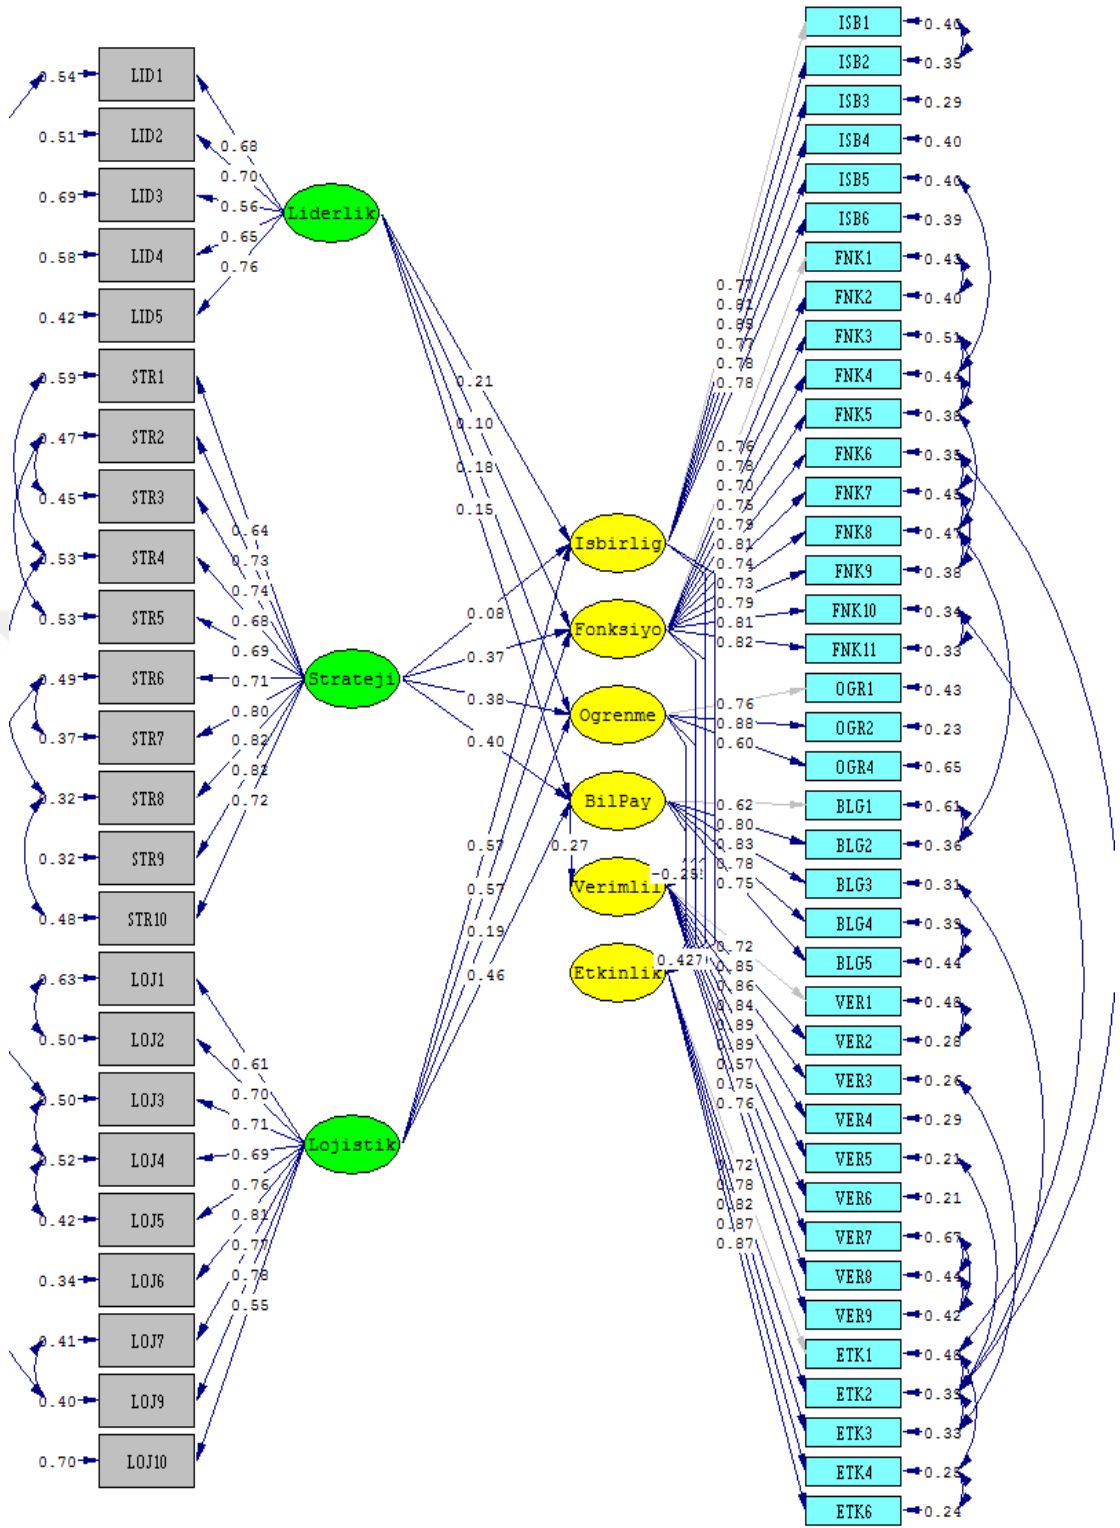 0.54 LID1
0.51 LID2
0.69 LID3
0.58 LID4
0.42 LID5
0.59 STR1
0.47 STR2
0.45 STR3
0.53 STR4
0.53 STR5
0.49 STR6
0.37 STR7
0.32 STR8
0.32 STR9
0.48 STR10
0.63 LOJ1
0.50 LOJ2
0.50 LOJ3
0.52 LOJ4
0.42 LOJ5
0.34 LOJ6
0.41 LOJ7
0.40 LOJ9
0.70 LOJ10
0.68
0.70
0.56
0.65
0.76
0.64
0.73
0.74
0.68
0.69
0.71
0.80
0.82
0.82
0.72
0.61
0.70
0.71
0.69
0.76
0.81
0.77
0.78
0.55
Liderlik
Strateji
Lojistik
0.21
0.10
0.18
0.15
0.08
0.37
0.38
0.40
0.57
0.57
0.19
0.46
Isbirlig
Fonksiyo
Ogrenme
BilPay
0.27
Verimlil
Etkinlik
0.77
0.81
0.85
0.77
0.78
0.78
0.76
0.78
0.70
0.75
0.79
0.81
0.74
0.73
0.79
0.81
0.82
0.76
0.88
0.60
0.62
0.80
0.83
0.78
0.75
0.72
0.85
0.86
0.84
0.89
0.89
0.57
0.75
0.76
0.72
0.78
0.82
0.87
0.87
ISB1 0.40
ISB2 0.35
ISB3 0.29
ISB4 0.40
ISB5 0.40
ISB6 0.39
FNK1 0.43
FNK2 0.40
FNK3 0.51
FNK4 0.44
FNK5 0.38
FNK6 0.35
FNK7 0.45
FNK8 0.47
FNK9 0.38
FNK10 0.34
FNK11 0.33
OGR1 0.43
OGR2 0.23
OGR4 0.65
BLG1 0.61
BLG2 0.36
BLG3 0.31
BLG4 0.39
BLG5 0.44
VER1 0.48
VER2 0.28
VER3 0.26
VER4 0.29
VER5 0.21
VER6 0.21
VER7 0.67
VER8 0.44
VER9 0.42
ETK1 0.48
ETK2 0.39
ETK3 0.33
ETK4 0.25
ETK6 0.24